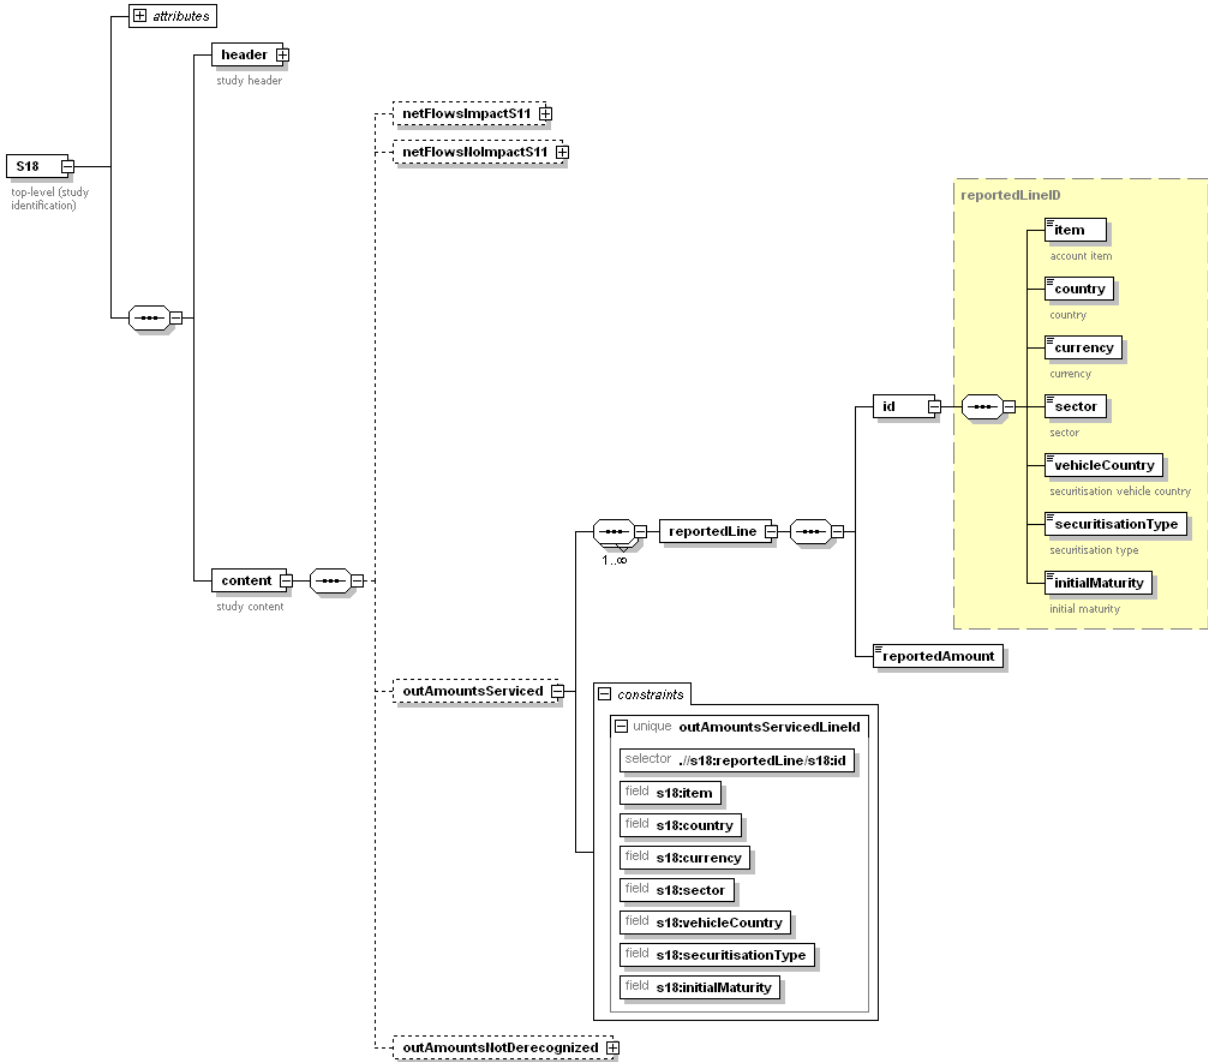 attributes
header
study header
S18
top-level (study
identification)
netFlowsImpactS11
netFlowsNoImpactS11
reportedLineID
item
account item
country
country
currency
currency
id
sector
sector
vehicleCountry
securitisation vehicle country
reportedLine
1..∞
securitisationType
securitisation type
content
study content
initialMaturity
initial maturity
reportedAmount
outAmountsServiced
constraints
unique outAmountsServicedLineId
selector .//s18:reportedLine/s18:id
field s18:item
field s18:country
field s18:currency
field s18:sector
field s18:vehicleCountry
field s18:securitisationType
field s18:initialMaturity
outAmountsNotDerecognized